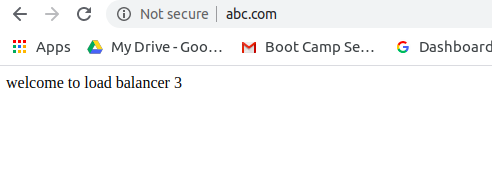 Not secure | abc.com
Apps My Drive - Goo... Boot Camp Se... Dashboard
welcome to load balancer 3